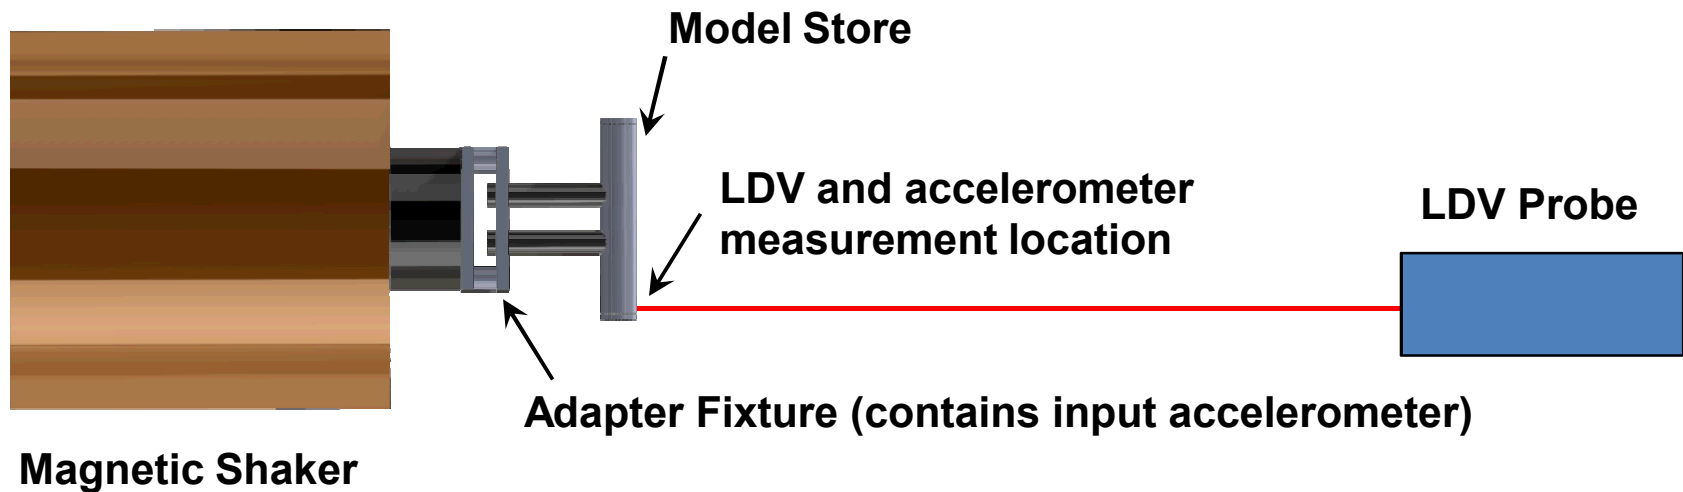 Model Store
LDV and accelerometer
measurement location
LDV Probe
Adapter Fixture (contains input accelerometer)
Magnetic Shaker